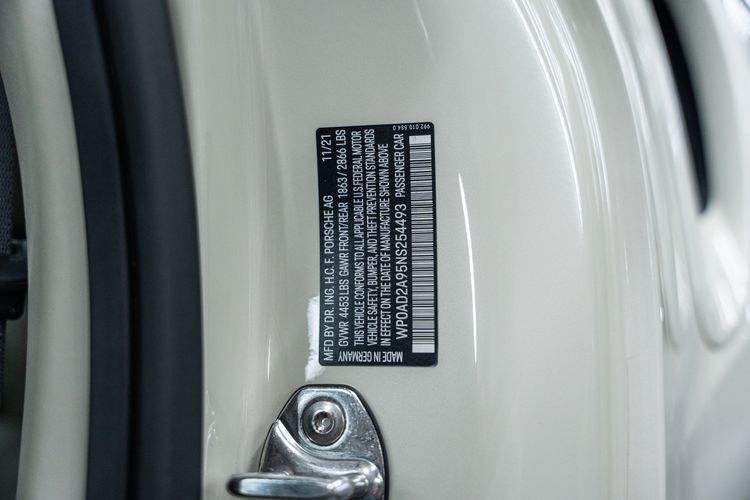 MFD BY DR. ING. H.C. F. PORSCHE AG 11/21
GVWR 4453 LBS GAWR FRONT/REAR 1863/2866 LBS
THIS VEHICLE CONFORMS TO ALL APPLICABLE U.S. FEDERAL MOTOR
VEHICLE SAFETY, BUMPER, AND THEFT PREVENTION STANDARDS
IN EFFECT ON THE DATE OF MANUFACTURE SHOWN ABOVE
MADE IN GERMANY WP0AD2A95NS254493 PASSENGER CAR
992.010.534.0